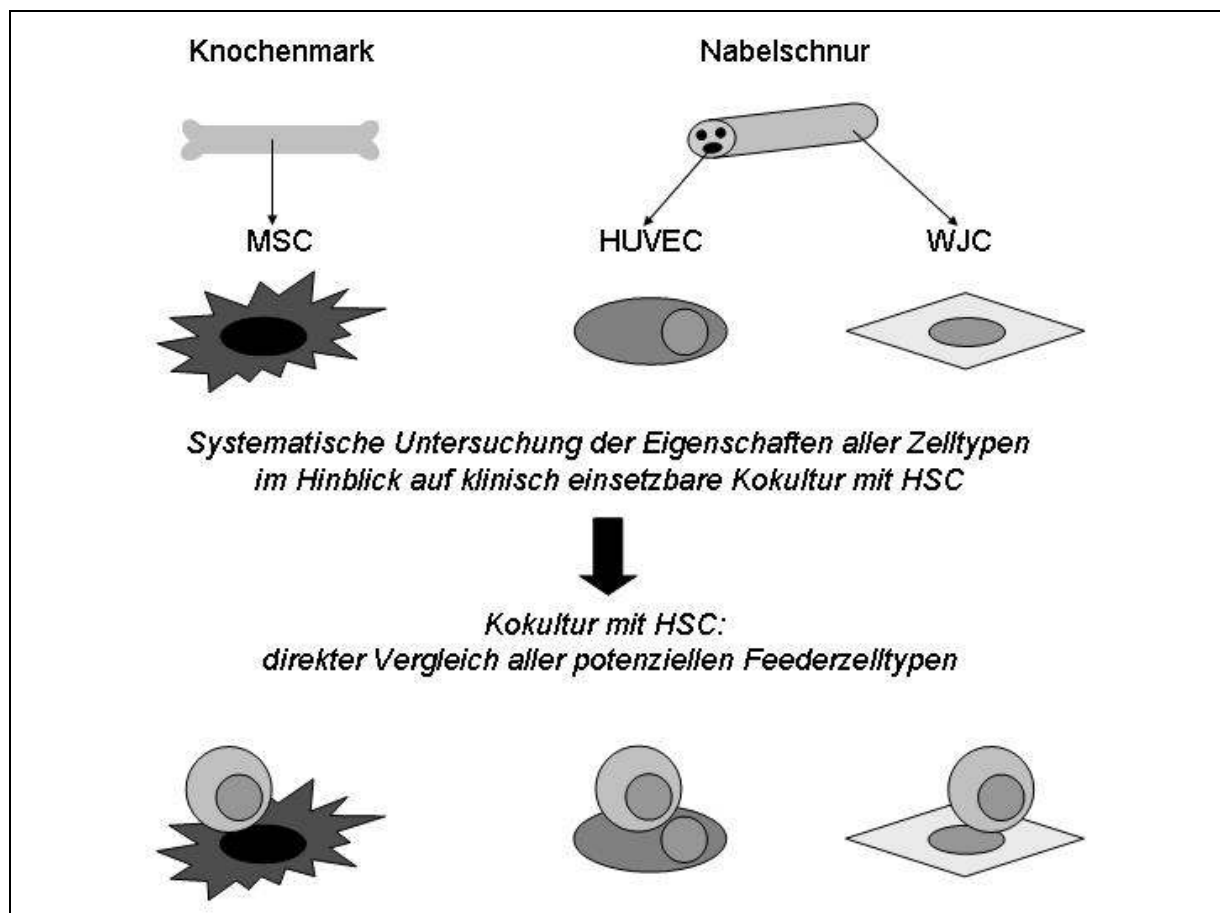 Knochenmark
Nabelschnur
MSC
HUVEC
WJC
Systematische Untersuchung der Eigenschaften aller Zelltypen
im Hinblick auf klinisch einsetzbare Kokultur mit HSC
Kokultur mit HSC:
direkter Vergleich aller potenziellen Feederzelltypen